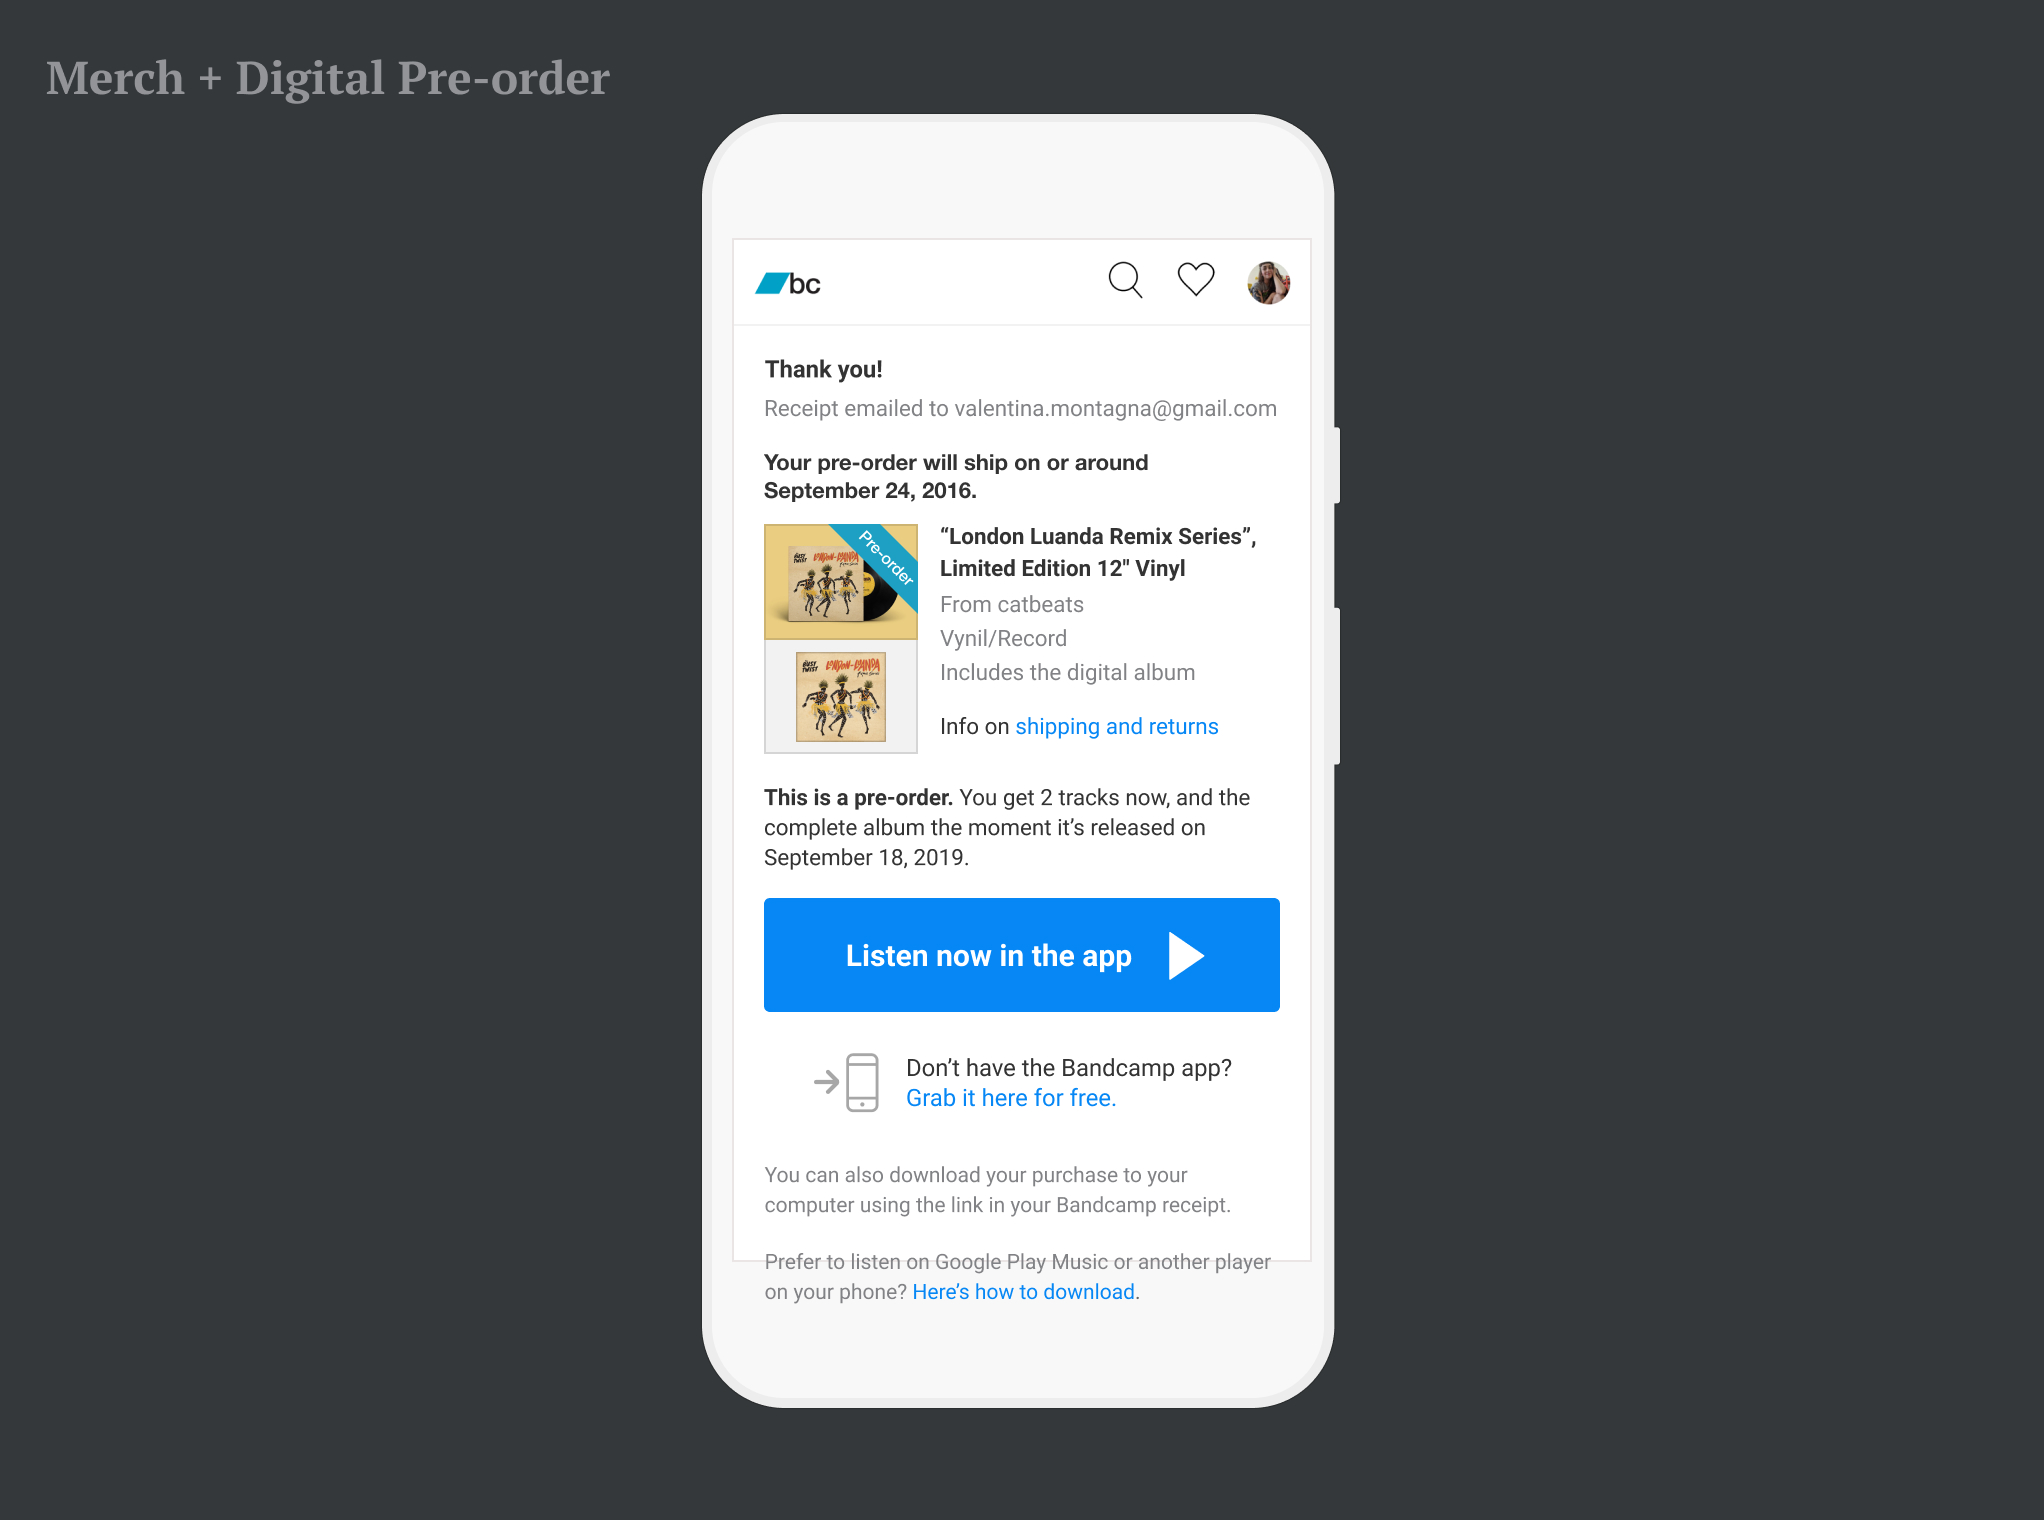 Merch + Digital Pre-order
bc
Thank you!
Receipt emailed to valentina.montagna@gmail.com
Your pre-order will ship on or around
September 24, 2016.
Pre-order
BUSY TWIST
LONDON-LUANDA
LONDON-LUANDA
“London Luanda Remix Series”,
Limited Edition 12" Vinyl
From catbeats
Vynil/Record
Includes the digital album
Info on shipping and returns
This is a pre-order. You get 2 tracks now, and the
complete album the moment it’s released on
September 18, 2019.
Listen now in the app
Don’t have the Bandcamp app?
Grab it here for free.
You can also download your purchase to your
computer using the link in your Bandcamp receipt.
Prefer to listen on Google Play Music or another player
on your phone? Here’s how to download.